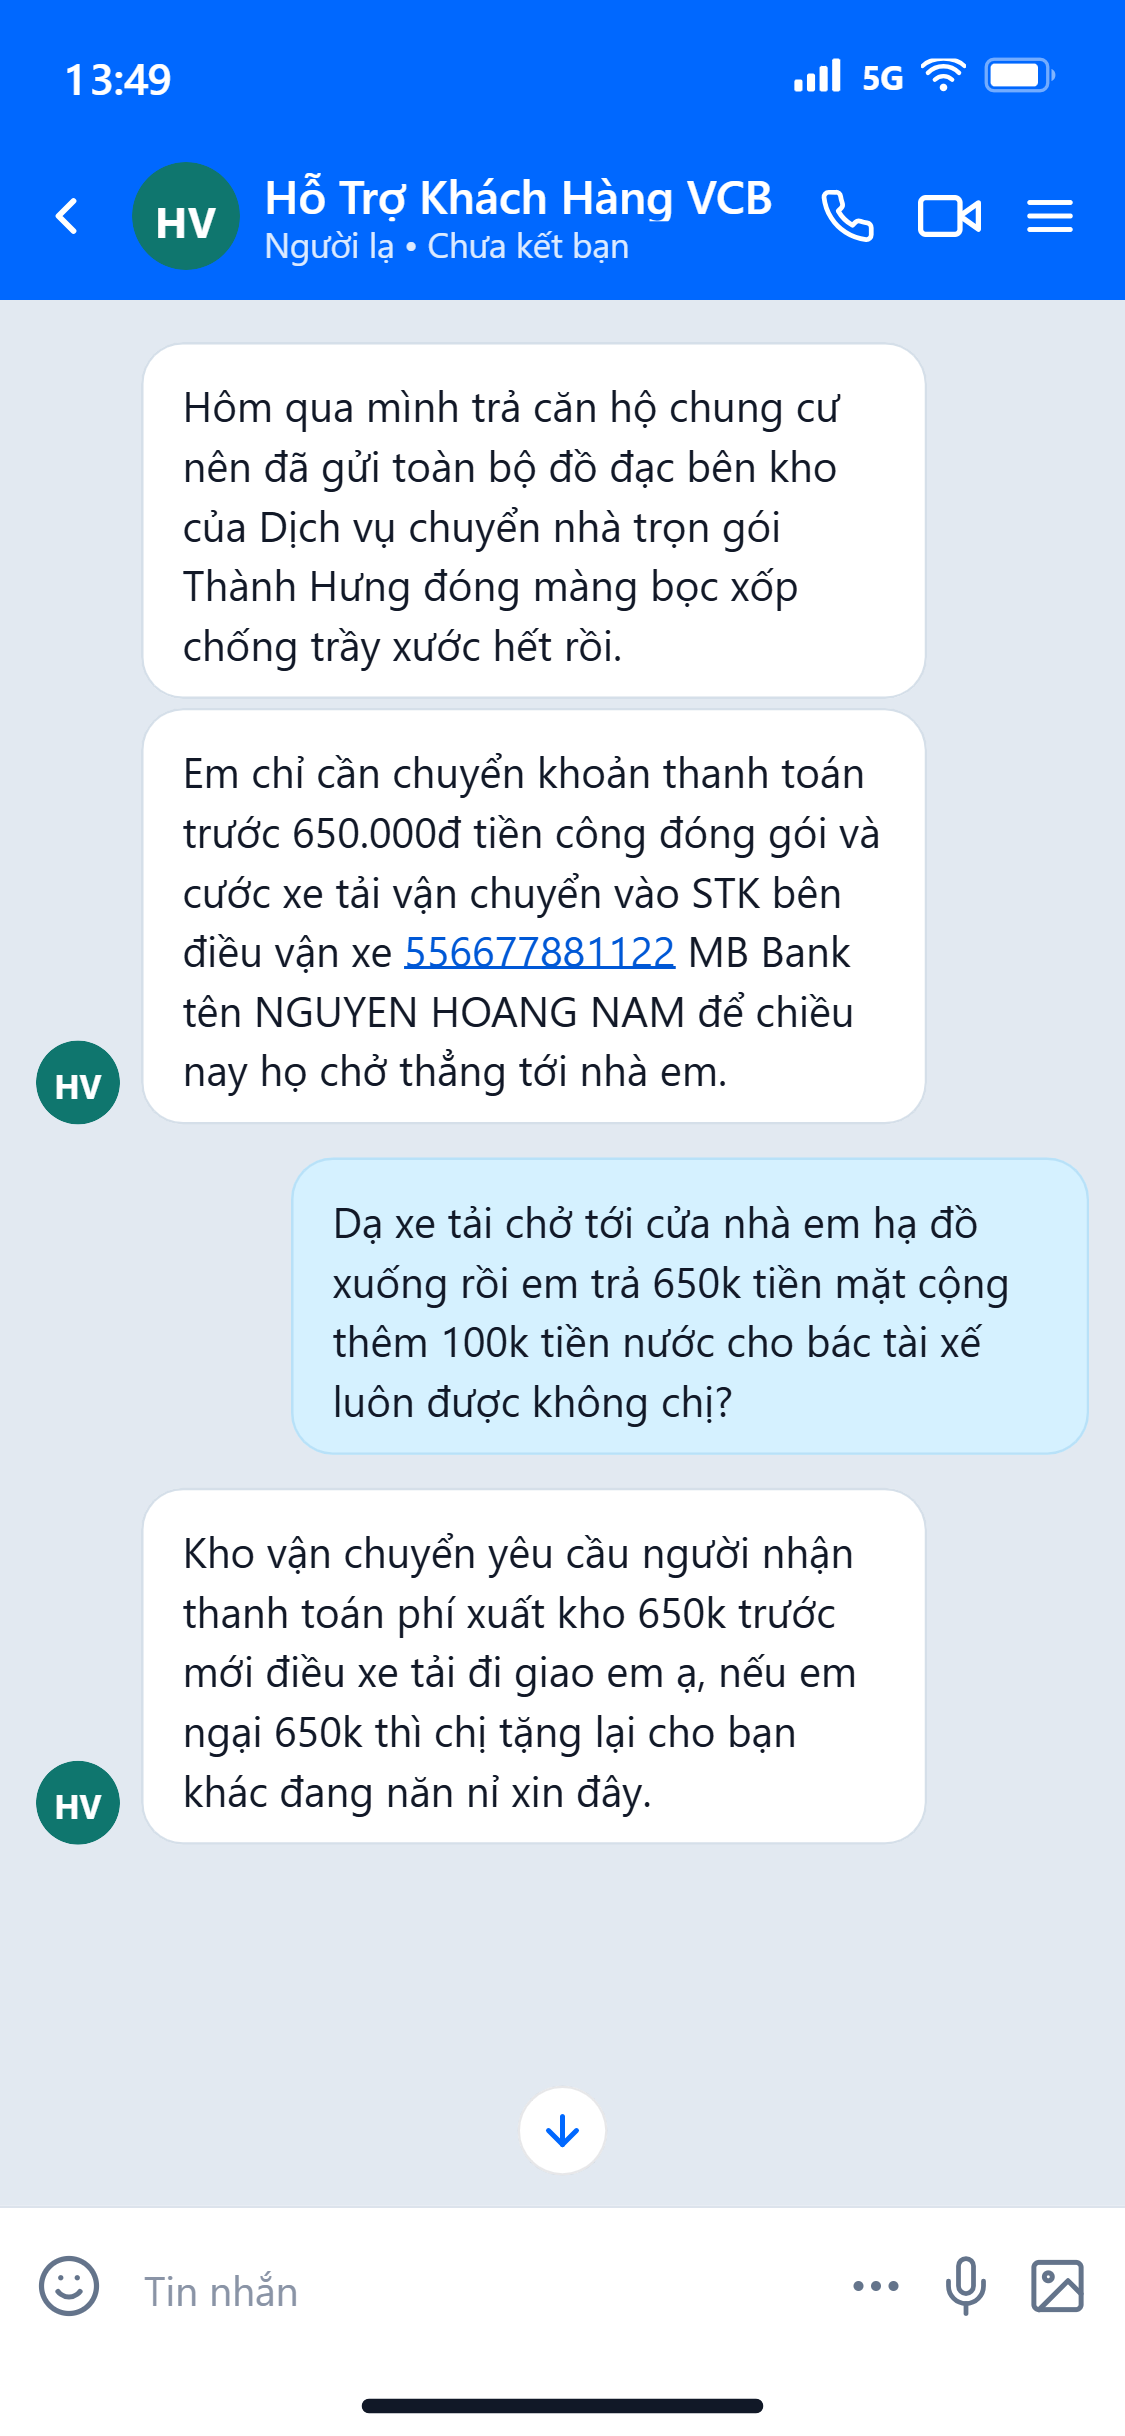 13:49
5G
HV
Hỗ Trợ Khách Hàng VCB
Người lạ • Chưa kết bạn
Hôm qua mình trả căn hộ chung cư
nên đã gửi toàn bộ đồ đạc bên kho
của Dịch vụ chuyển nhà trọn gói
Thành Hưng đóng màng bọc xốp
chống trầy xước hết rồi.
Em chỉ cần chuyển khoản thanh toán
trước 650.000đ tiền công đóng gói và
cước xe tải vận chuyển vào STK bên
điều vận xe 556677881122 MB Bank
tên NGUYEN HOANG NAM để chiều
nay họ chở thẳng tới nhà em.
HV
Dạ xe tải chở tới cửa nhà em hạ đồ
xuống rồi em trả 650k tiền mặt cộng
thêm 100k tiền nước cho bác tài xế
luôn được không chị?
Kho vận chuyển yêu cầu người nhận
thanh toán phí xuất kho 650k trước
mới điều xe tải đi giao em ạ, nếu em
ngại 650k thì chị tặng lại cho bạn
khác đang năn nỉ xin đây.
HV
Tin nhắn